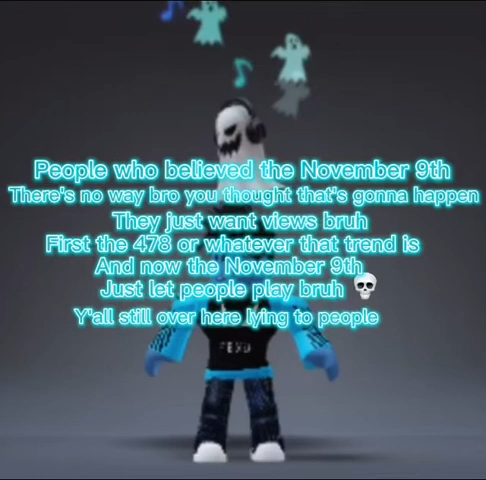 People who believed the November 9th
There's no way bro you thought that's gonna happen
They just want views bruh
First the 478 or whatever that trend is
And now the November 9th
Just let people play bruh 💀
Y'all still over here lying to people